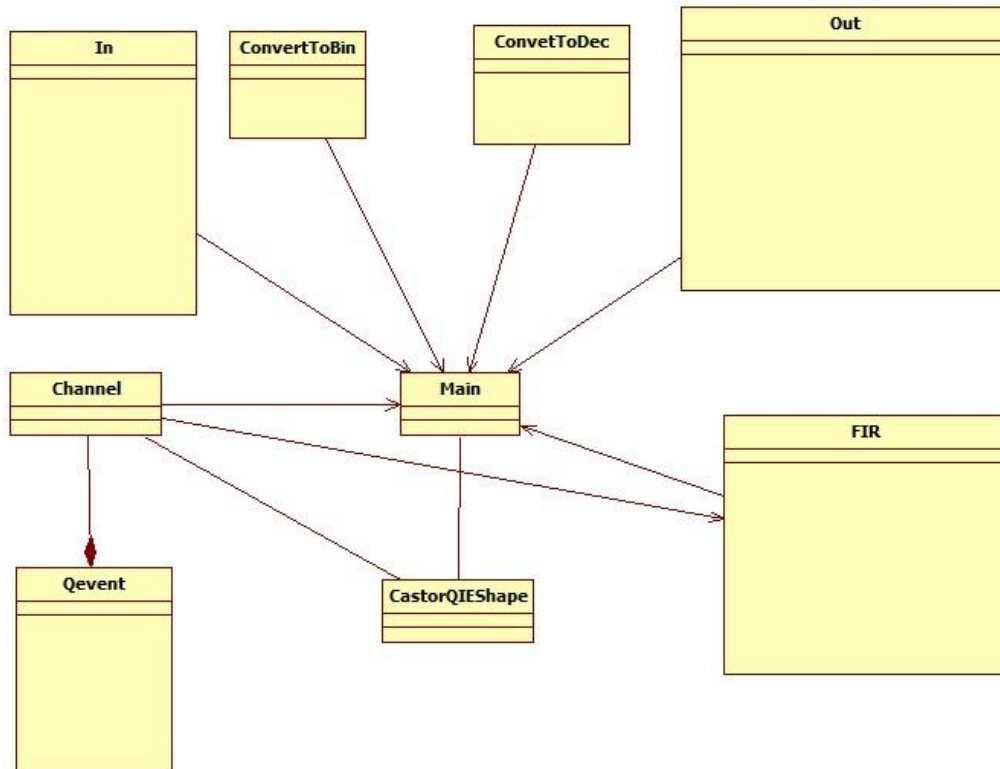 In
ConvertToBin
ConvetToDec
Out
Channel
Main
FIR
Qevent
CastorQIEShape